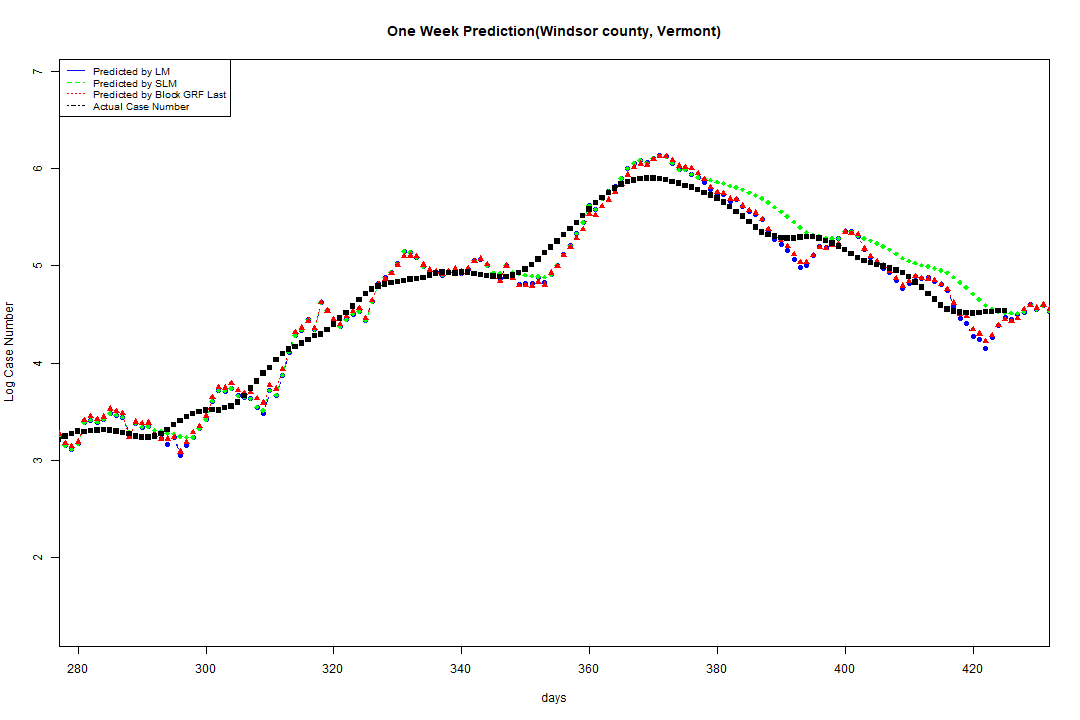 One Week Prediction(Windsor county, Vermont)
Predicted by LM
Predicted by SLM
Predicted by Block GRF Last
Actual Case Number
7
6
5
4
3
2
Log Case Number
280 300 320 340 360 380 400 420
days